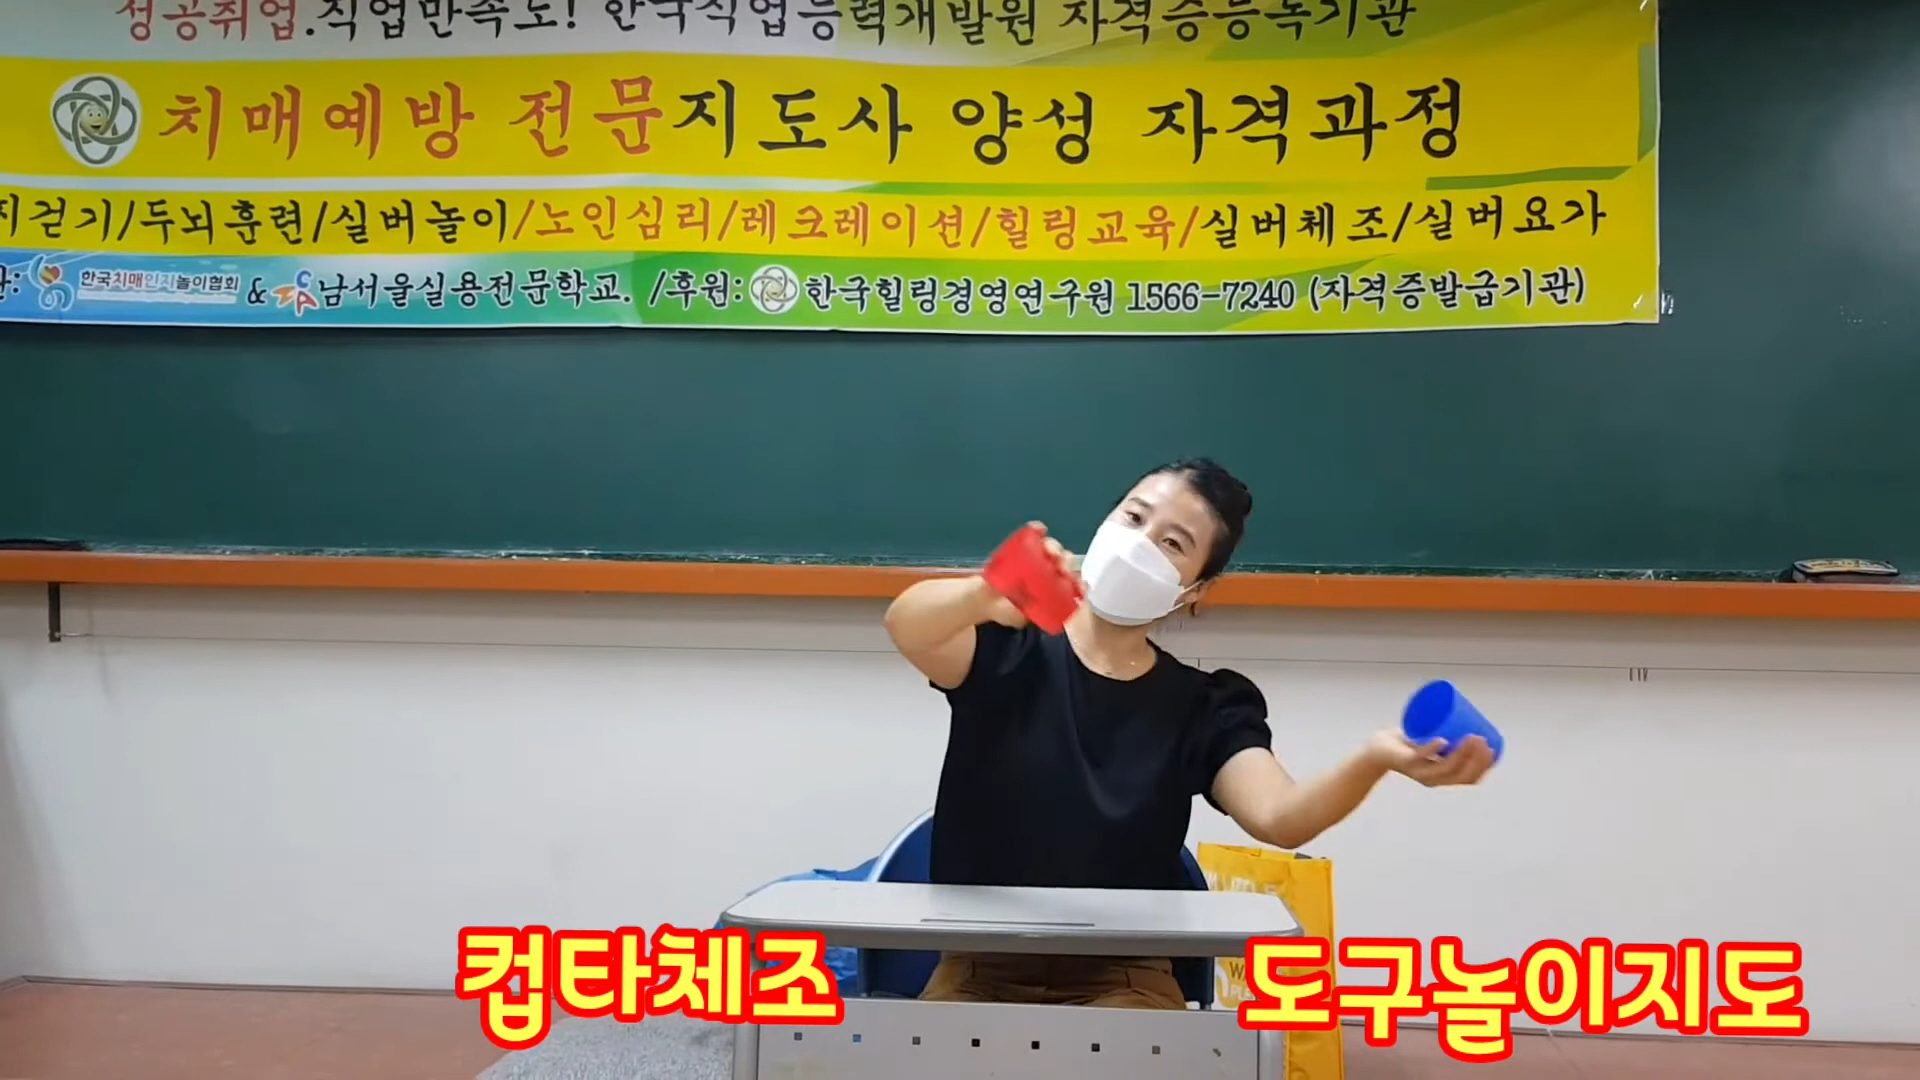 성공취업.직업만족도! 한국직업능력개발원 자격증등록기관
치매예방 전문지도사 양성 자격과정
지걷기/두뇌훈련/실버놀이/노인심리/레크레이션/힐링교육/실버체조/실버요가
관: 한국치매인지놀이협회 & 남서울실용전문학교. /후원: 한국힐링경영연구원 1566-7240 (자격증발급기관)
컵타체조
도구놀이지도